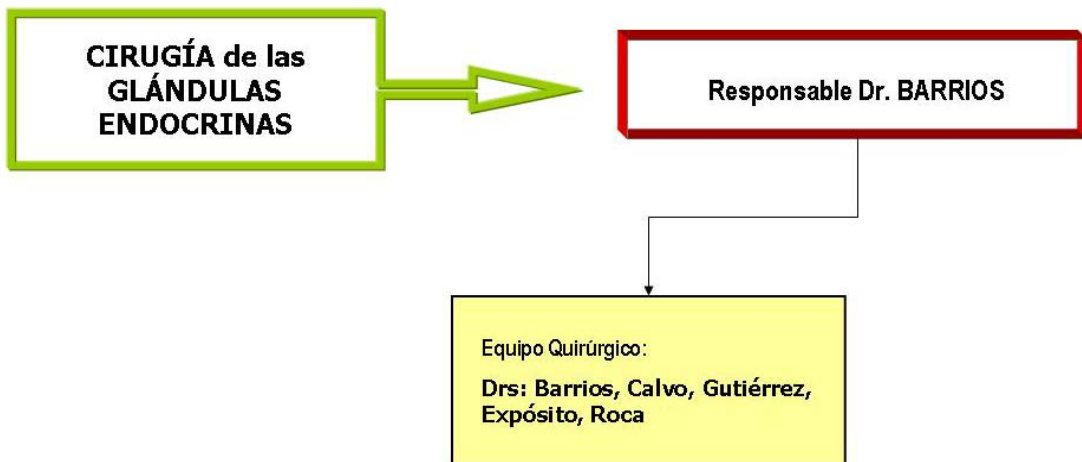 CIRUGÍA de las
GLÁNDULAS
ENDOCRINAS
Responsable Dr. BARRIOS
Equipo Quirúrgico:
Drs: Barrios, Calvo, Gutiérrez,
Expósito, Roca